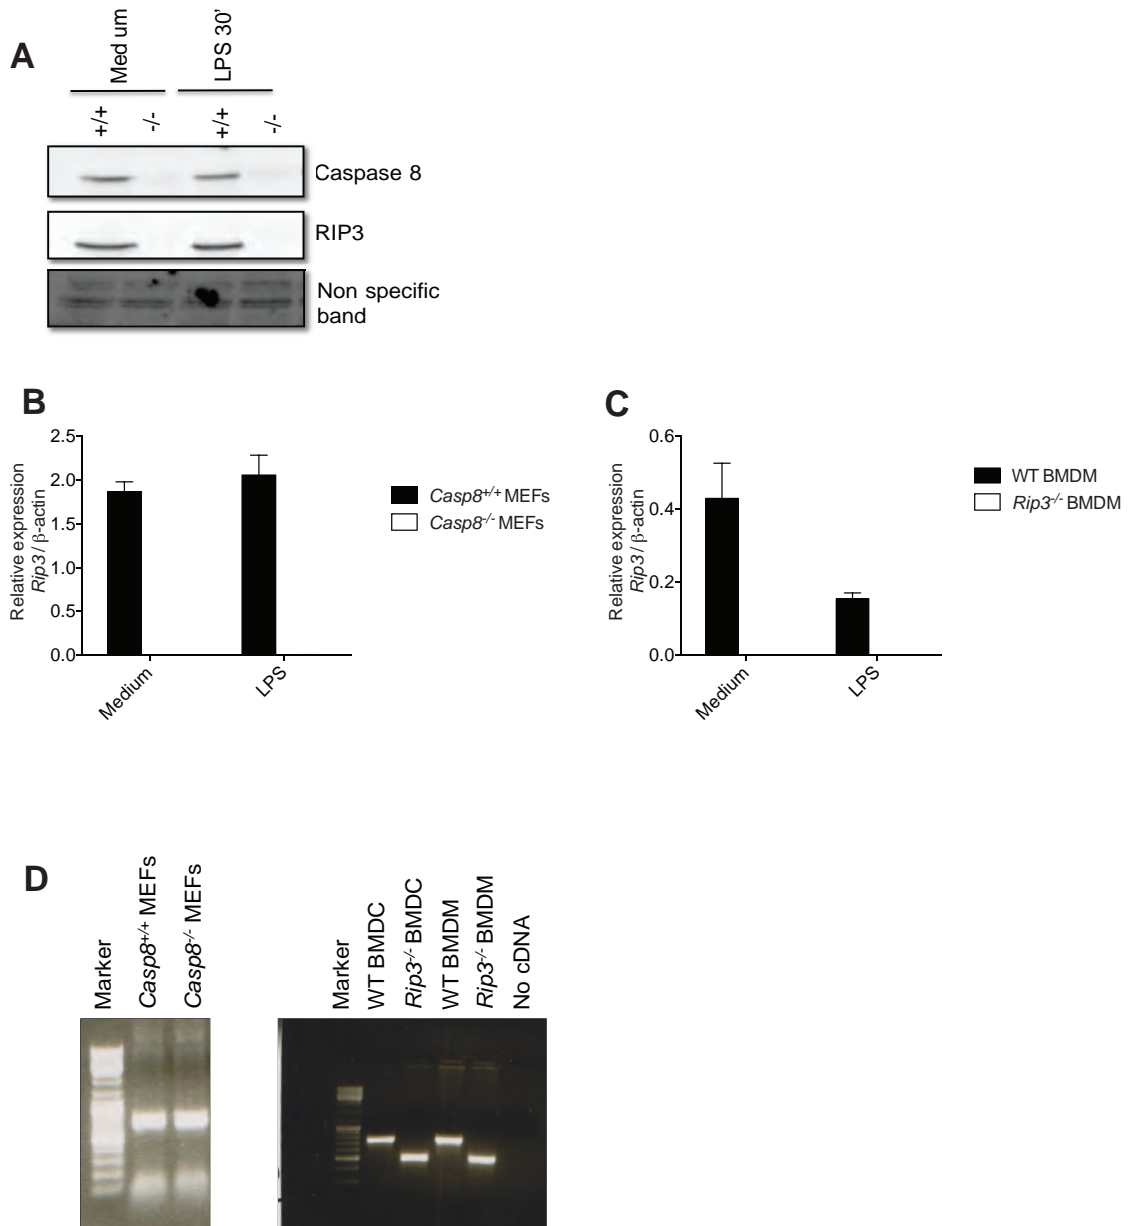 A
Med um
LPS 30'
+/+
-/-
+/+
-/-
Caspase 8
RIP3
Non specific
band
B
Relative expression
Rip3 / β-actin
2.5
2.0
1.5
1.0
0.5
0.0
Medium
LPS
Casp8+/+ MEFs
Casp8-/- MEFs
C
Relative expression
Rip3 / β-actin
0.6
0.4
0.2
0.0
Medium
LPS
WT BMDM
Rip3-/- BMDM
D
Marker
Casp8+/+ MEFs
Casp8-/- MEFs
Marker
WT BMDC
Rip3-/- BMDC
WT BMDM
Rip3-/- BMDM
No cDNA